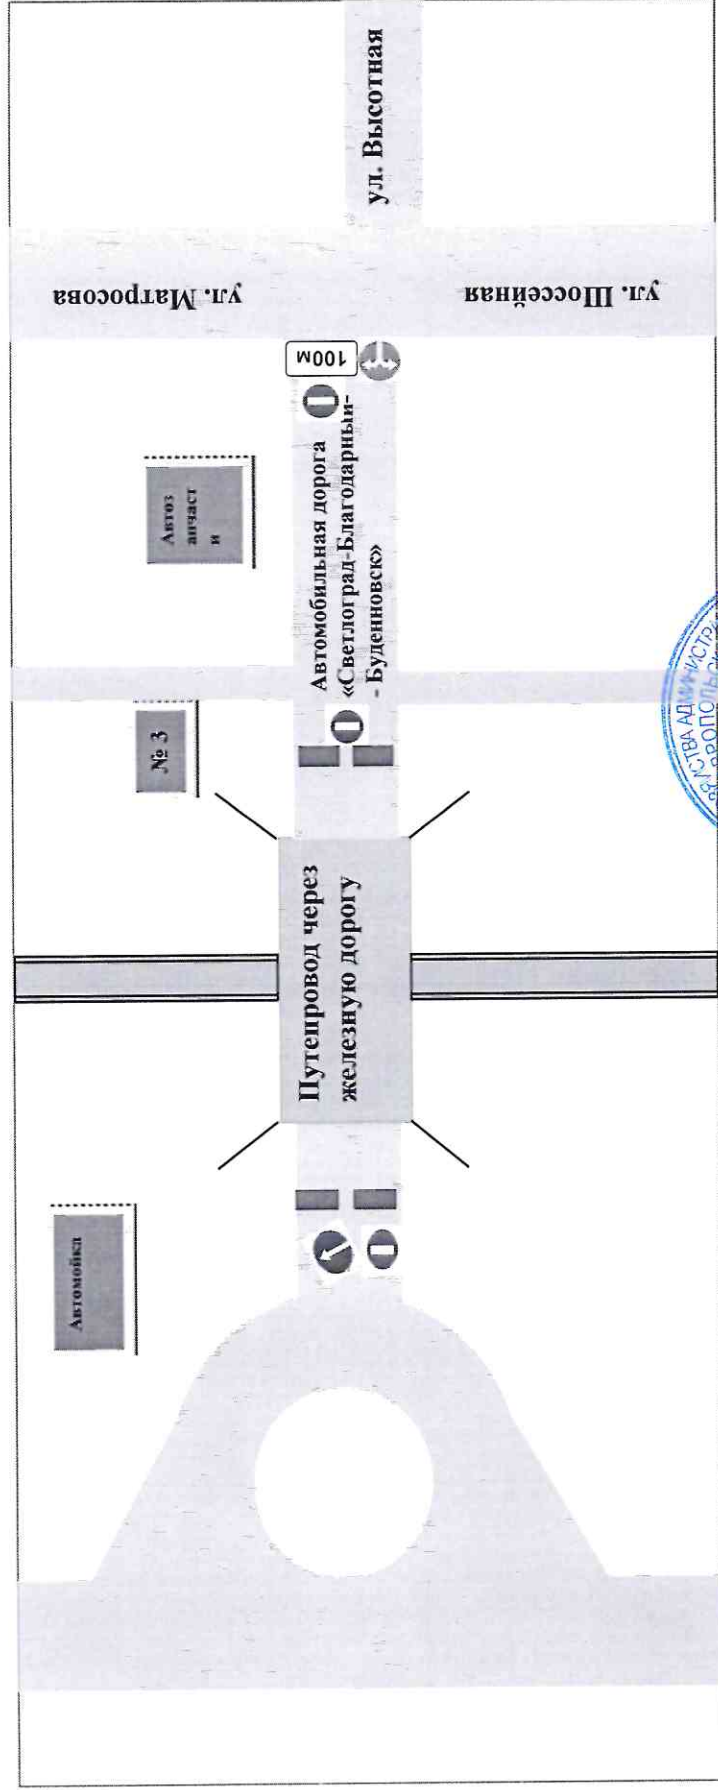 Автомойка
Путепровод через
железную дорогу
№ 3
Автомобильная дорога
«Светлоград-Благодарный-
- Буденновск»
Автоз
апчаст
и
100м
ул. Матросова
ул. Шоссейная
ул. Высотная